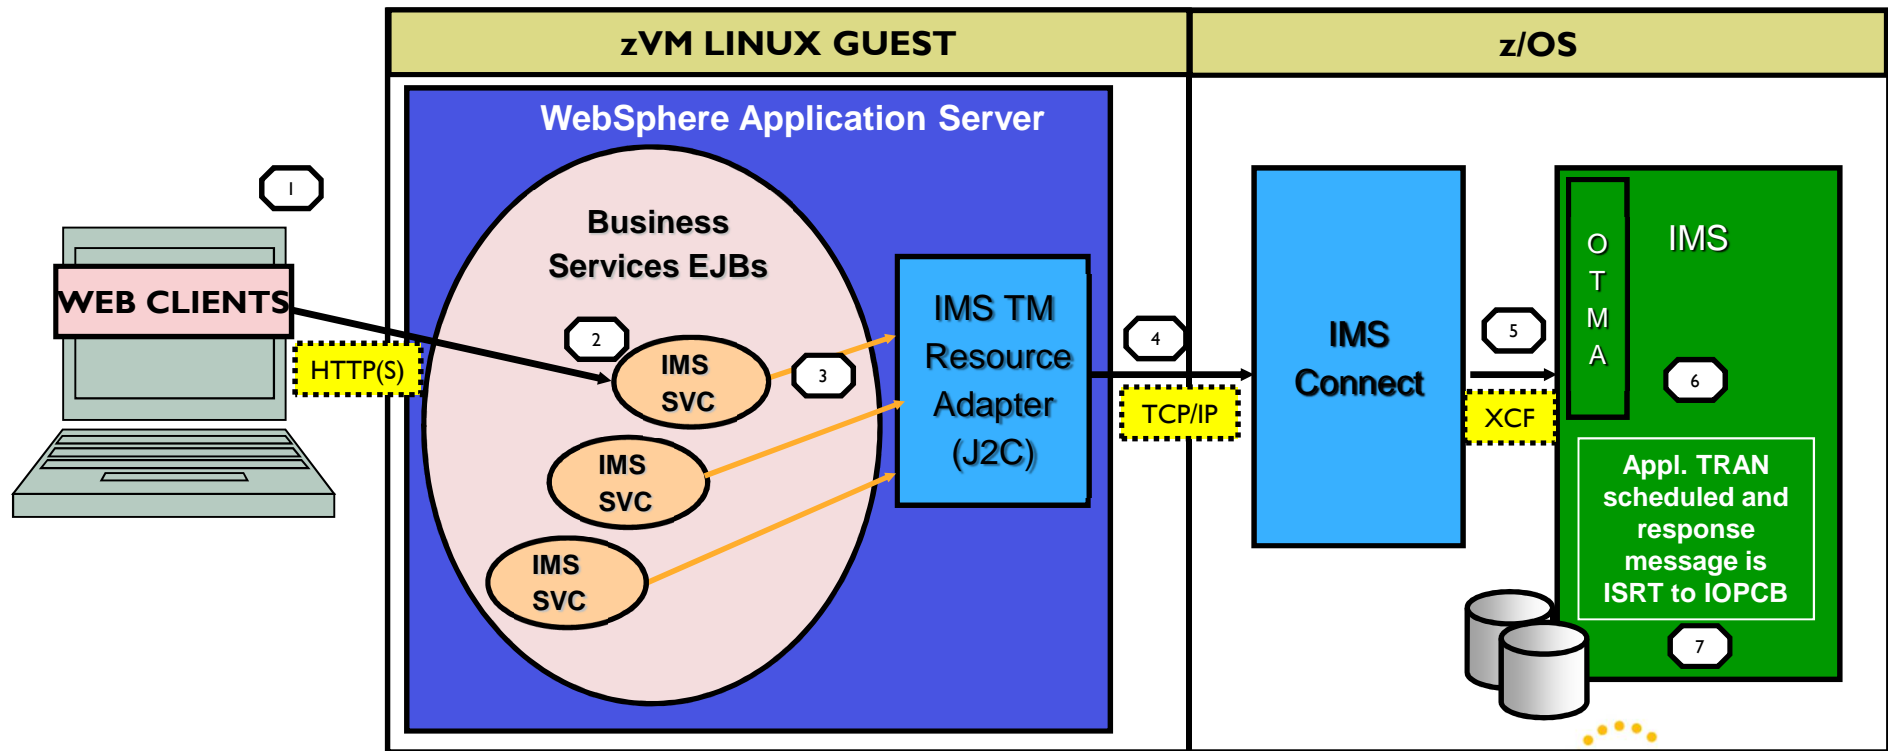 zVM LINUX GUEST
z/OS
WebSphere Application Server
1
WEB CLIENTS
HTTP(S)
Business
Services EJBs
2
IMS
SVC
3
IMS
SVC
IMS
SVC
IMS TM
Resource
Adapter
(J2C)
4
TCP/IP
IMS
Connect
5
XCF
O
T
M
A
IMS
6
Appl. TRAN
scheduled and
response
message is
ISRT to IOPCB
7